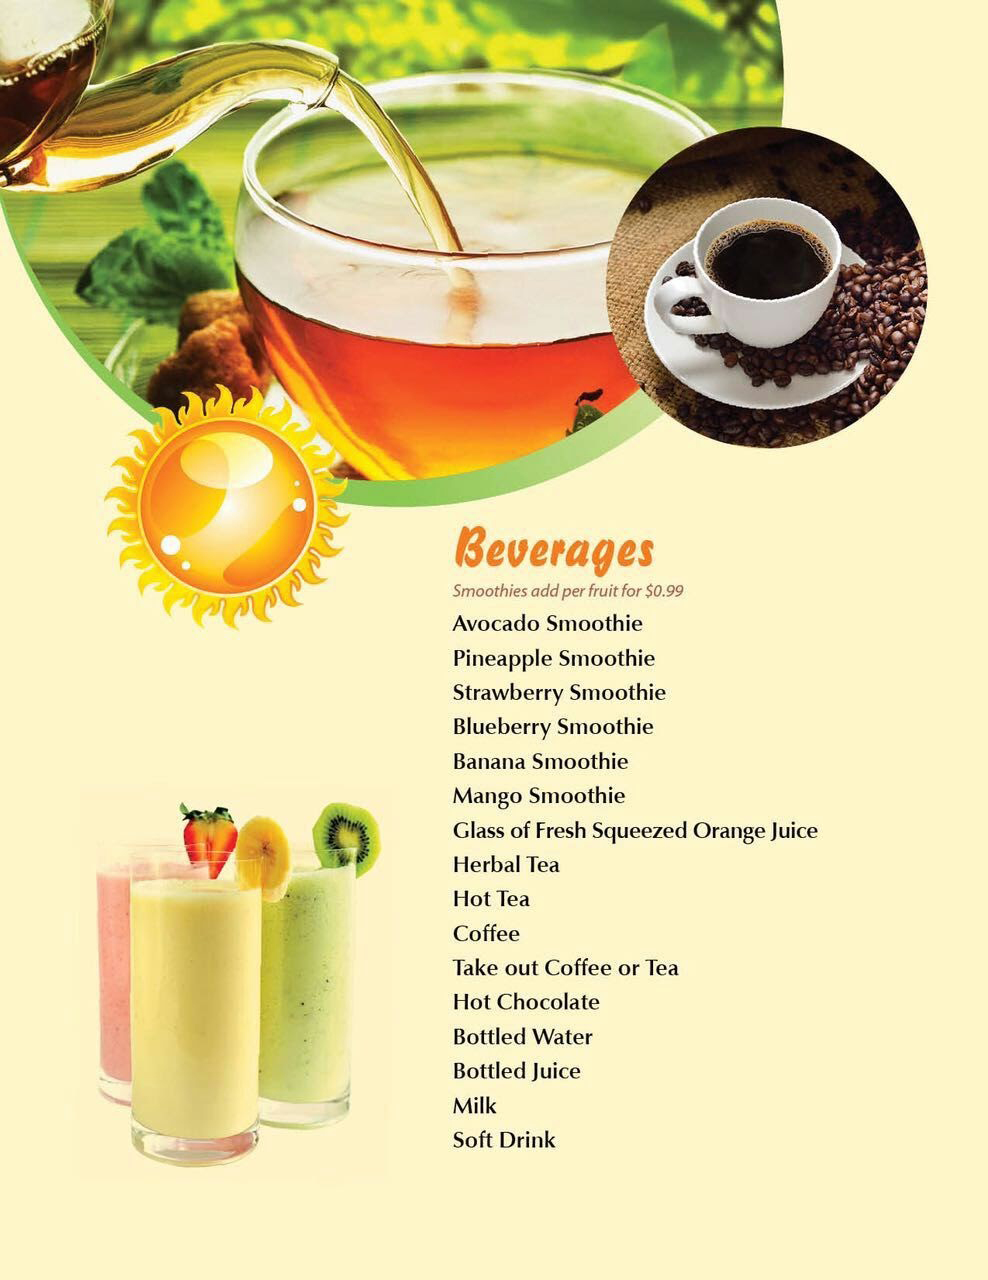 Beverages
Smoothies add per fruit for $0.99
Avocado Smoothie
Pineapple Smoothie
Strawberry Smoothie
Blueberry Smoothie
Banana Smoothie
Mango Smoothie
Glass of Fresh Squeezed Orange Juice
Herbal Tea
Hot Tea
Coffee
Take out Coffee or Tea
Hot Chocolate
Bottled Water
Bottled Juice
Milk
Soft Drink